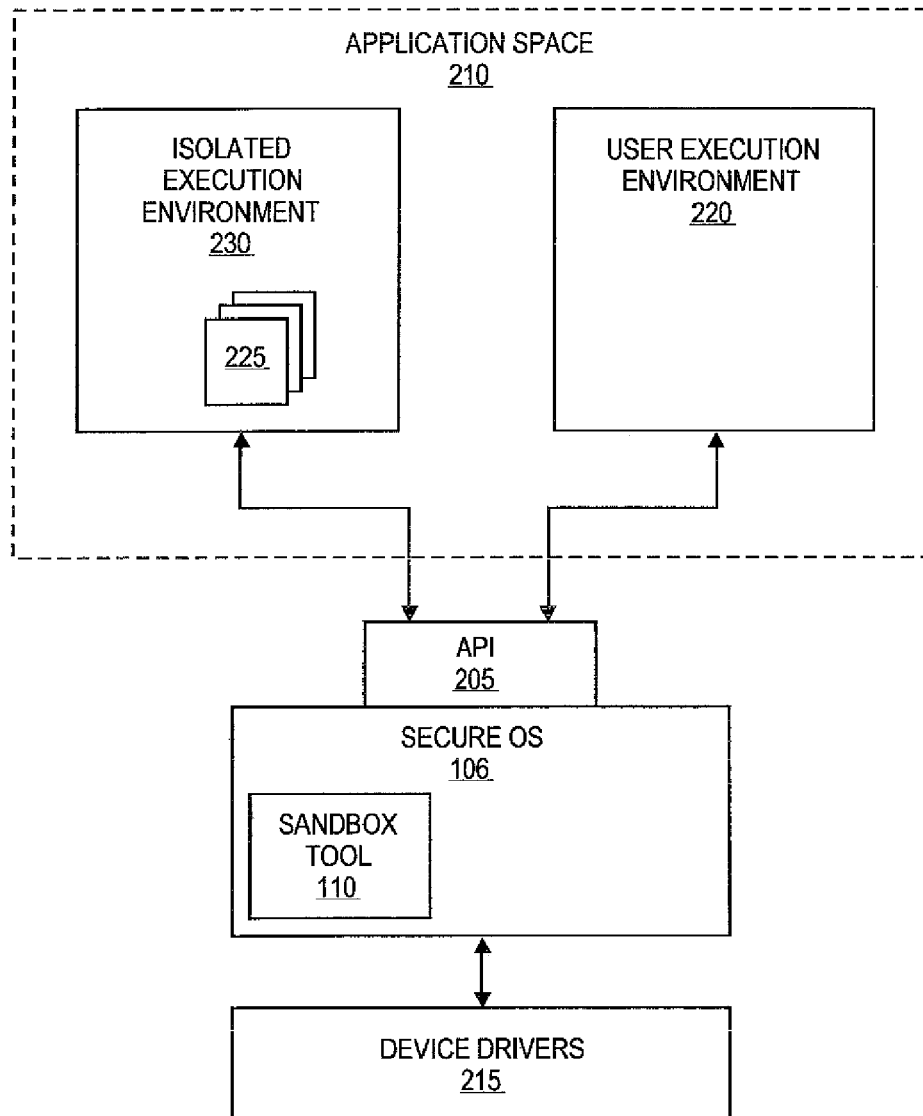 APPLICATION SPACE
210
ISOLATED
EXECUTION
ENVIRONMENT
230
225
USER EXECUTION
ENVIRONMENT
220
API
205
SECURE OS
106
SANDBOX
TOOL
110
DEVICE DRIVERS
215